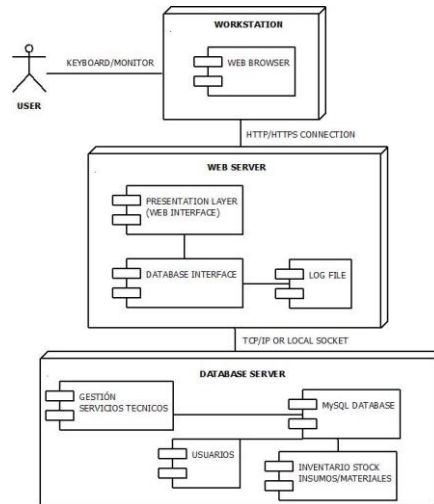 WORKSTATION
WEB BROWSER
KEYBOARD/MONITOR
USER
HTTP/HTTPS CONNECTION
WEB SERVER
PRESENTATION LAYER
(WEB INTERFACE)
DATABASE INTERFACE
LOG FILE
TCP/IP OR LOCAL SOCKET
DATABASE SERVER
GESTIÓN
SERVICIOS TECNICOS
MySQL DATABASE
USUARIOS
INVENTARIO STOCK
INSUMOS/MATERIALES